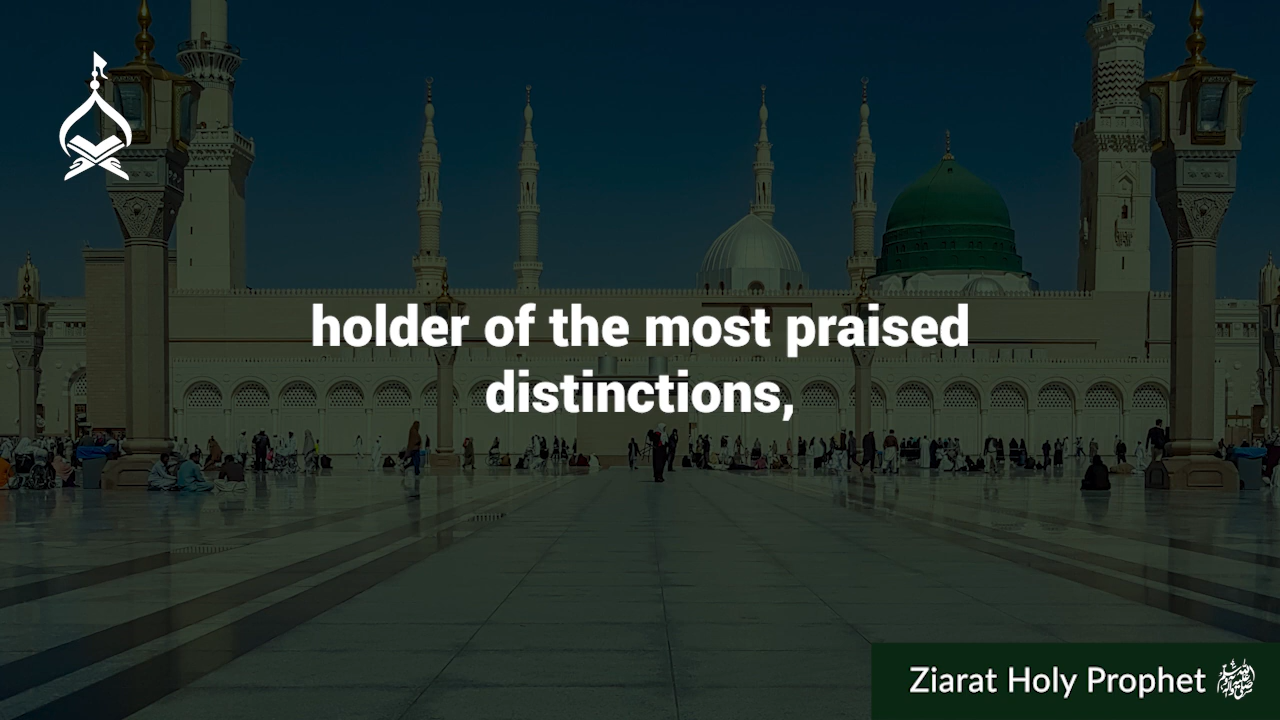 holder of the most praised
distinctions,
Ziarat Holy Prophet